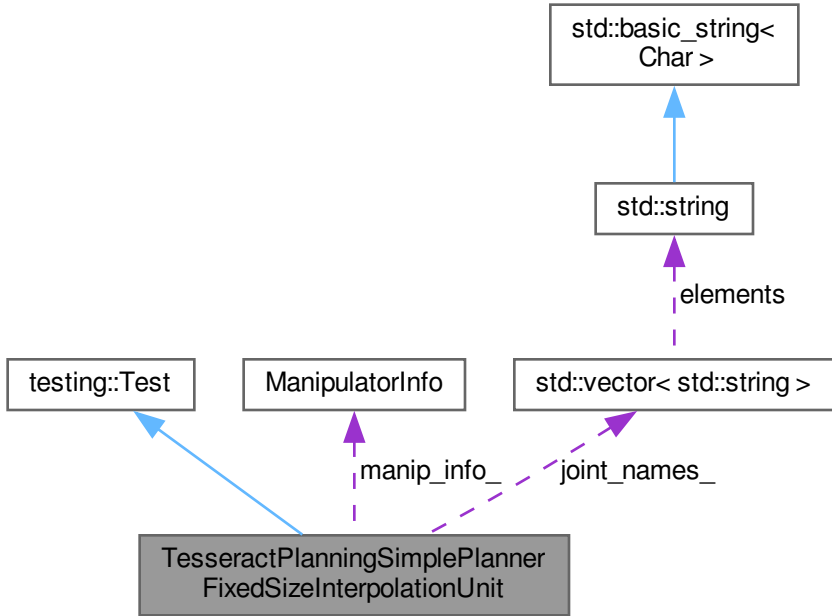 std::basic_string<
Char >
std::string
elements
testing::Test
ManipulatorInfo
std::vector< std::string >
manip_info_
joint_names_
TesseractPlanningSimplePlanner
FixedSizeInterpolationUnit